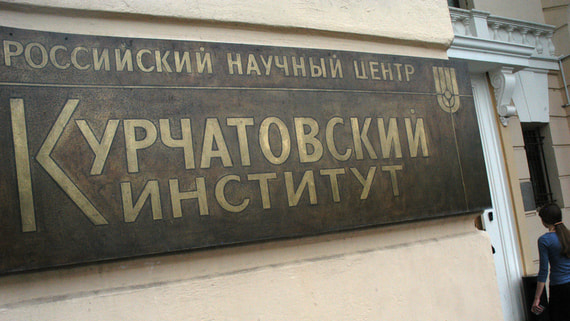 РОССИЙСКИЙ НАУЧНЫЙ ЦЕНТР
КУРЧАТОВСКИЙ
ИНСТИТУТ